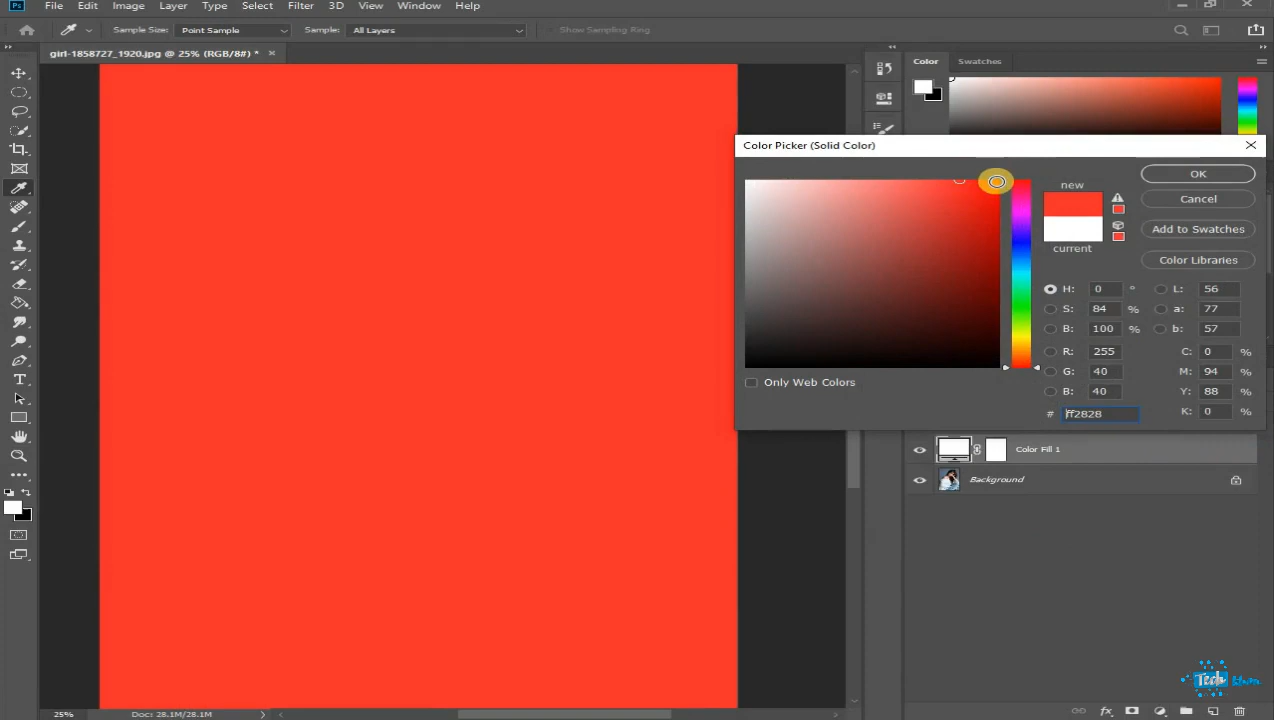 Ps File Edit Image Layer Type Select Filter 3D View Window Help
Sample Size: Point Sample Sample: All Layers Show Sampling Ring
girl-1858727_1920.jpg @ 25% (RGB/8#) * ×
Color Swatches
Color Picker (Solid Color)
new
current
OK
Cancel
Add to Swatches
Color Libraries
H: 0 ° L: 56
S: 84 % a: 77
B: 100 % b: 57
R: 255 C: 0 %
G: 40 M: 94 %
B: 40 Y: 88 %
# ff2828 K: 0 %
Only Web Colors
Color Fill 1
Background
Tech
25% Doc: 28.1M/28.1M
fx